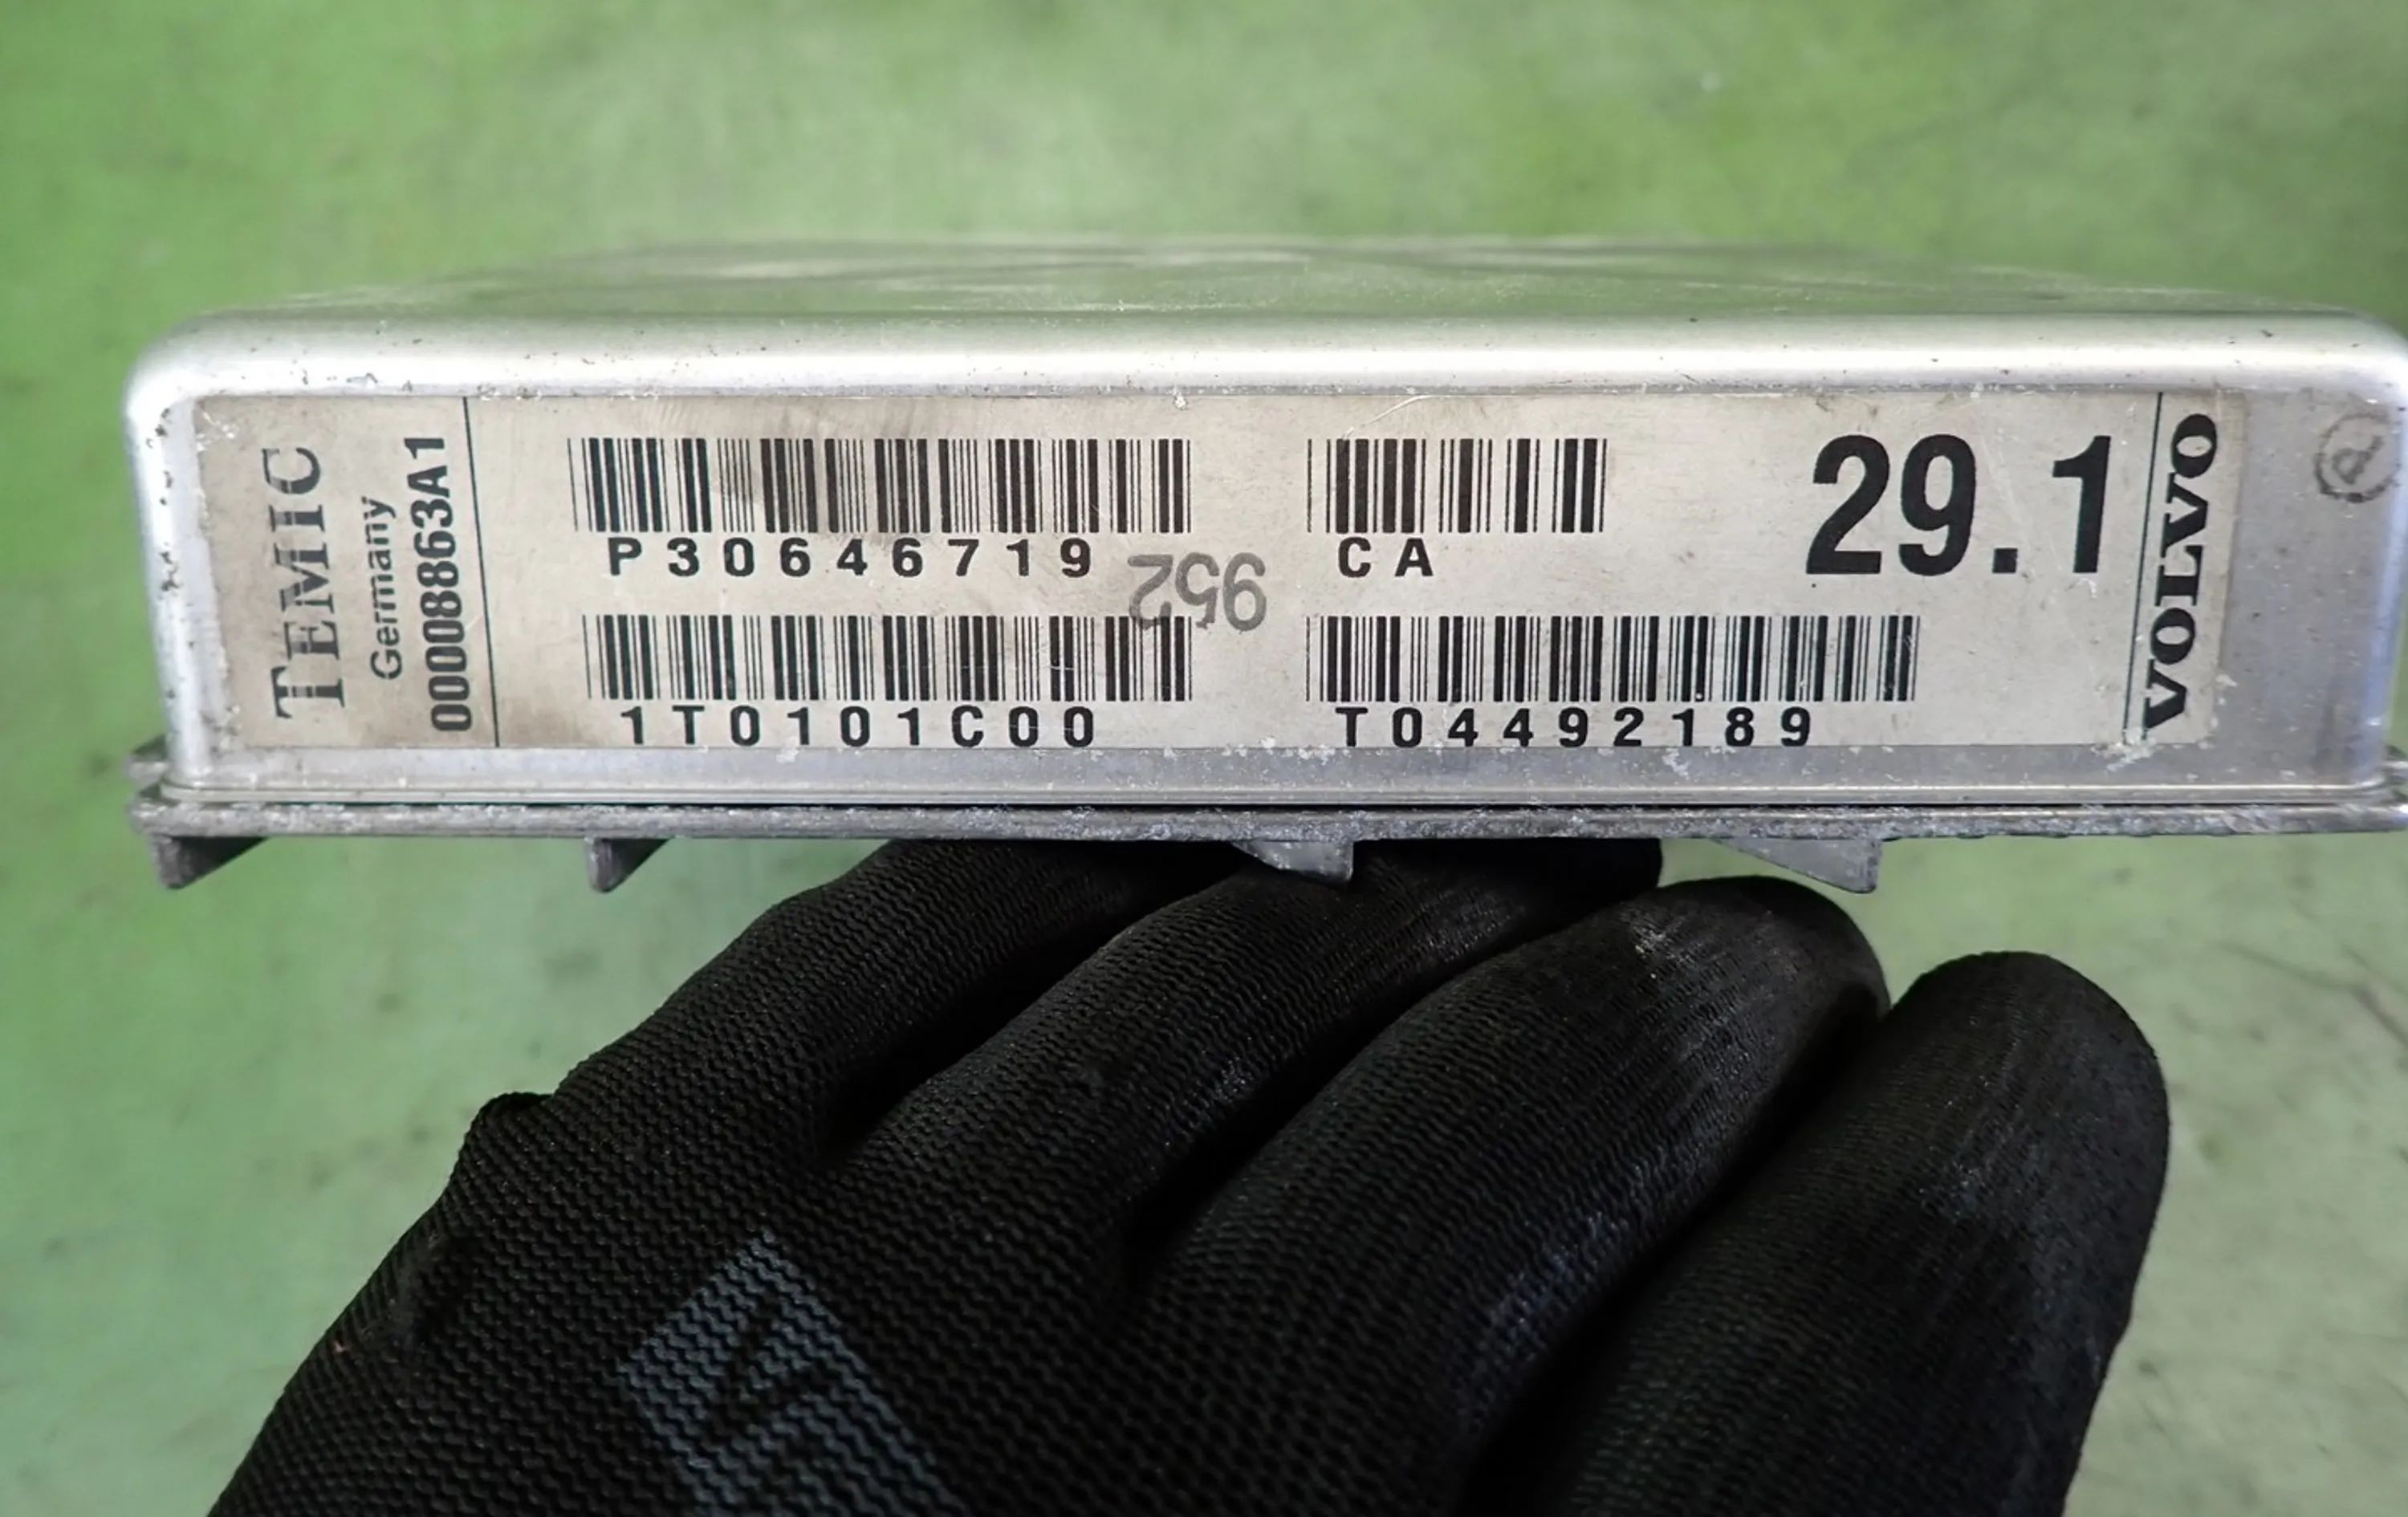 TEMIC
Germany
00008863A1
P30646719
CA
29.1
952
1T0101C00
T04492189
VOLVO